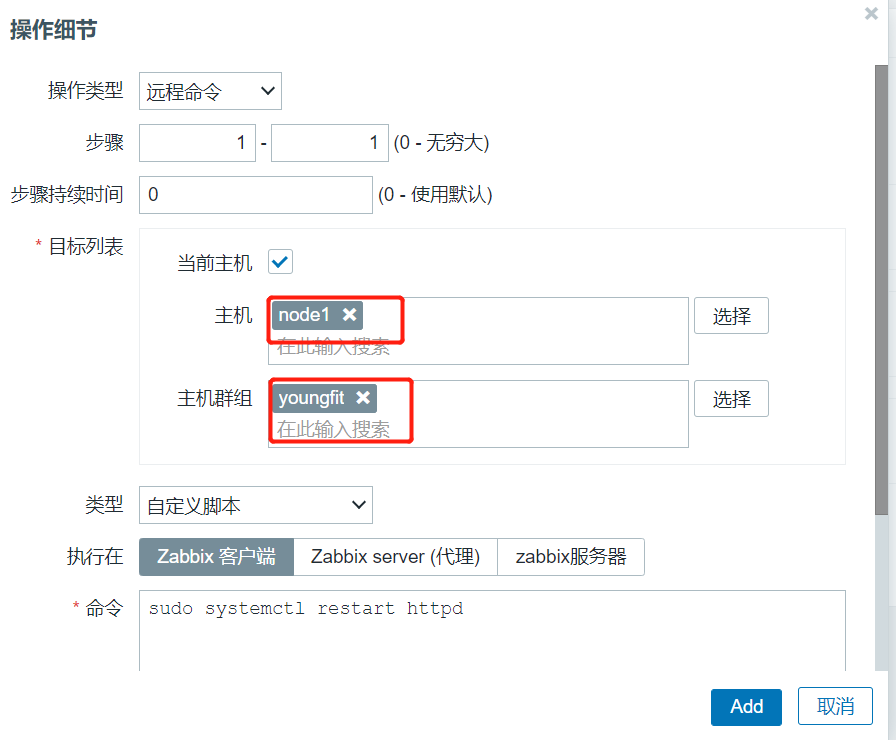 操作细节
操作类型 远程命令
步骤 1 - 1 (0 - 无穷大)
步骤持续时间 0 (0 - 使用默认)
* 目标列表
当前主机
主机 node1 选择
在此输入搜索
主机群组 youngfit 选择
在此输入搜索
类型 自定义脚本
执行在 Zabbix 客户端 Zabbix server (代理) zabbix服务器
* 命令 sudo systemctl restart httpd
Add 取消